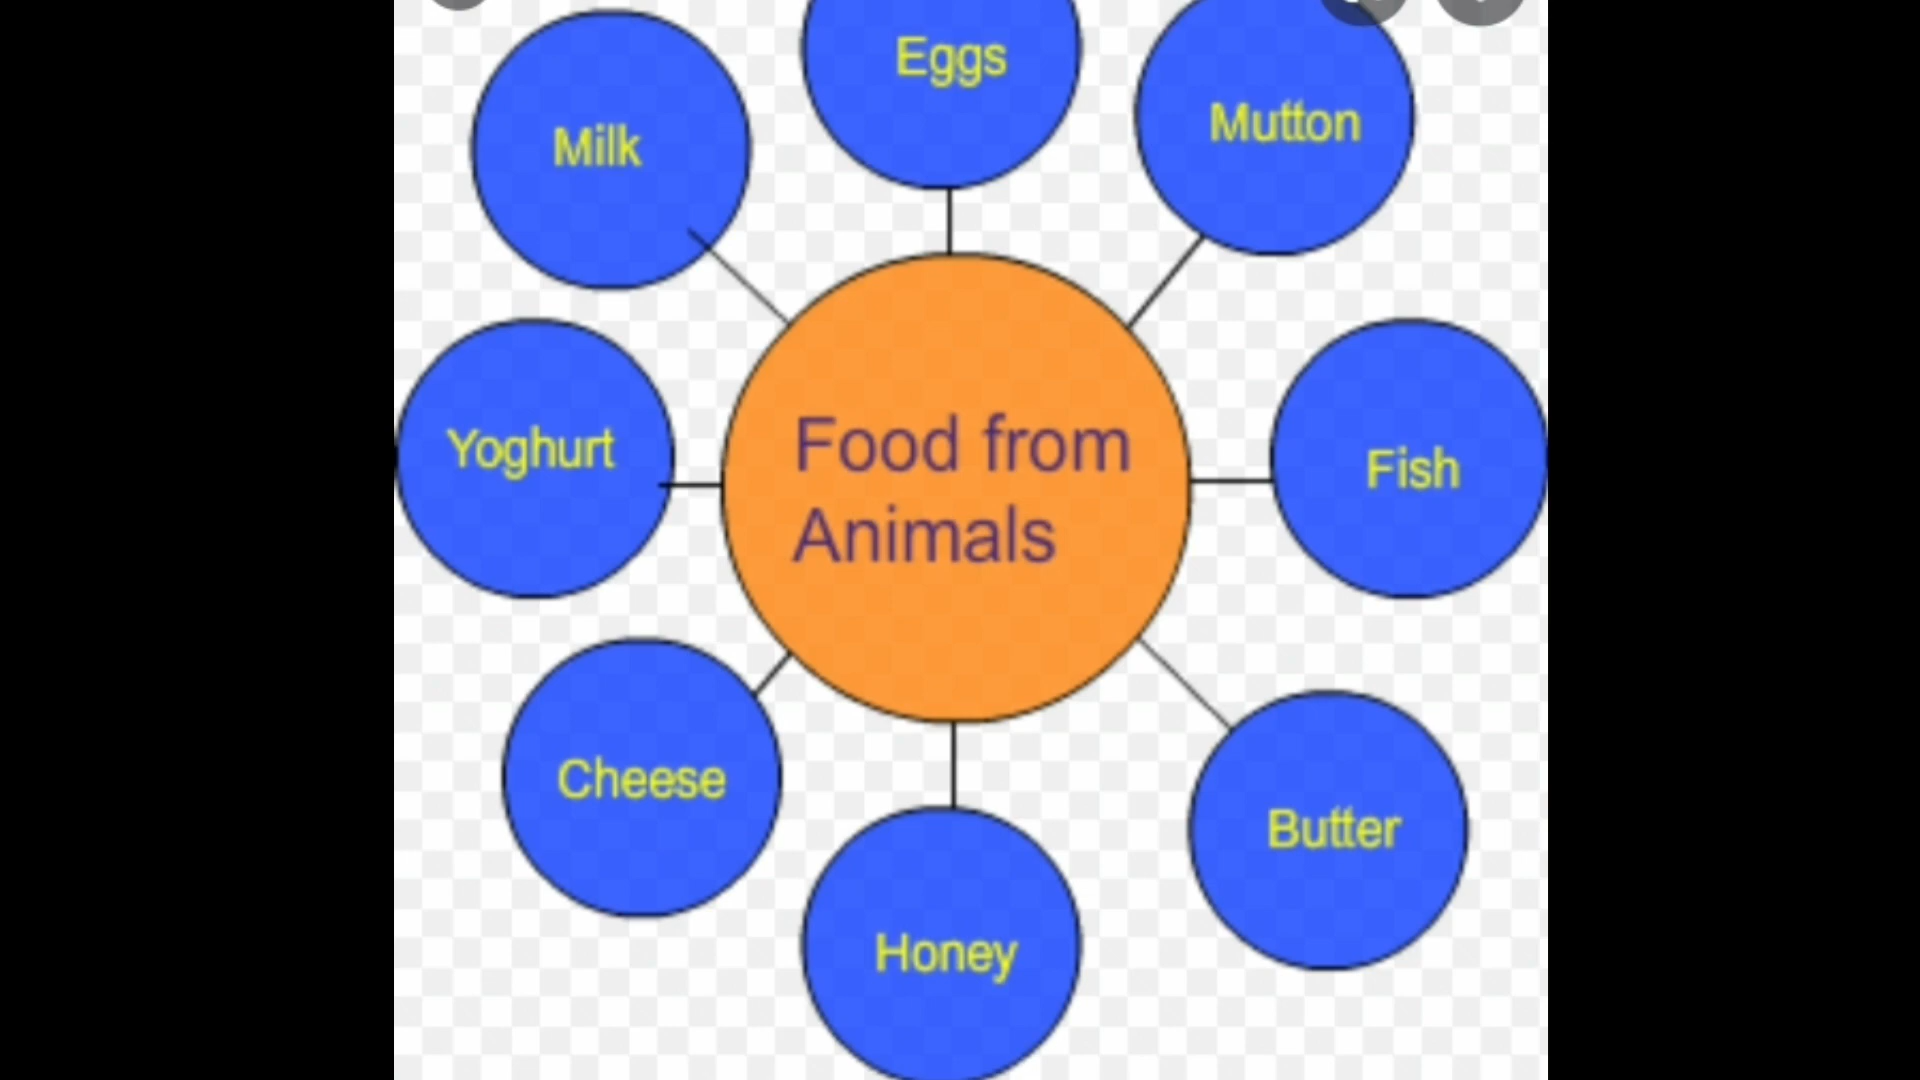 Eggs
Mutton
Milk
Fish
Yoghurt
Food from
Animals
Cheese
Butter
Honey